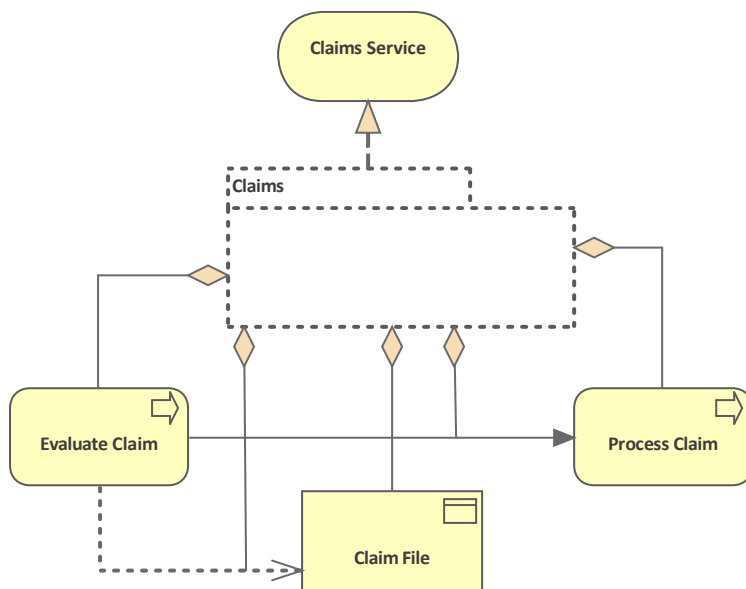 Claims Service
Claims
Evaluate Claim
Process Claim
Claim File